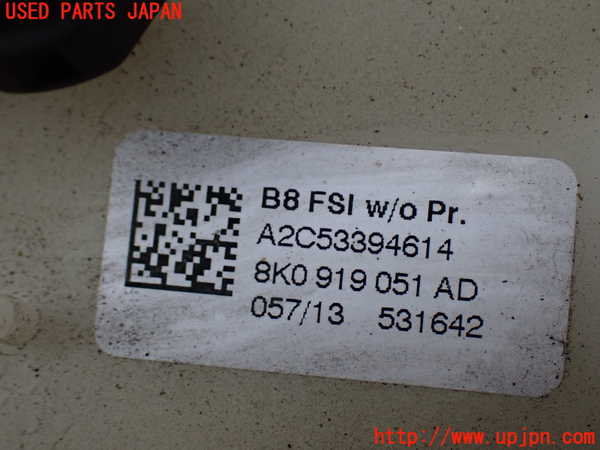 USED PARTS JAPAN
B8 FSI w/o Pr.
A2C53394614
8K0 919 051 AD
057/13 531642
http://www.upjpn.com